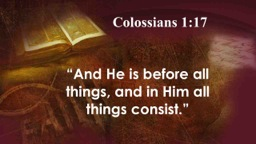 Colossians 1:17
“And He is before all
things, and in Him all
things consist."